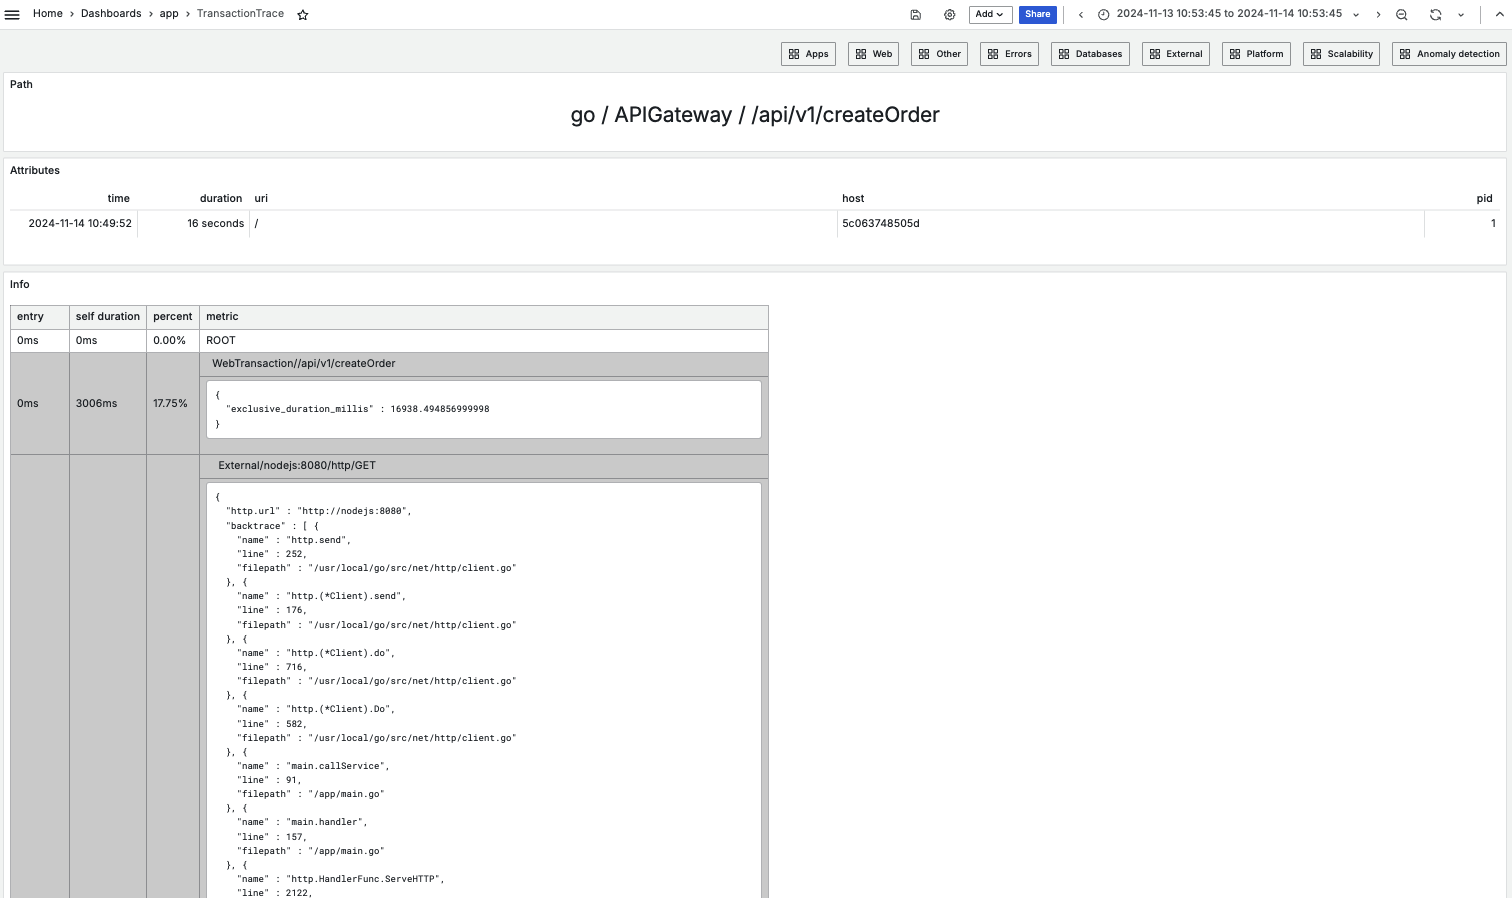 Home > Dashboards > app > TransactionTrace
Add
Share
2024-11-13 10:53:45 to 2024-11-14 10:53:45
Apps
Web
Other
Errors
Databases
External
Platform
Scalability
Anomaly detection
Path
go / APIGateway / /api/v1/createOrder
Attributes
time duration uri host pid
2024-11-14 10:49:52 16 seconds / 5c063748505d 1
Info
entry self duration percent metric
0ms 0ms 0.00% ROOT
WebTransaction//api/v1/createOrder
0ms 3006ms 17.75%
{
"exclusive_duration_millis" : 16938.494856999998
}
External/nodejs:8080/http/GET
{
"http.url" : "http://nodejs:8080",
"backtrace" : [ {
"name" : "http.send",
"line" : 252,
"filepath" : "/usr/local/go/src/net/http/client.go"
}, {
"name" : "http.(*Client).send",
"line" : 176,
"filepath" : "/usr/local/go/src/net/http/client.go"
}, {
"name" : "http.(*Client).do",
"line" : 716,
"filepath" : "/usr/local/go/src/net/http/client.go"
}, {
"name" : "http.(*Client).Do",
"line" : 582,
"filepath" : "/usr/local/go/src/net/http/client.go"
}, {
"name" : "main.callService",
"line" : 91,
"filepath" : "/app/main.go"
}, {
"name" : "main.handler",
"line" : 157,
"filepath" : "/app/main.go"
}, {
"name" : "http.HandlerFunc.ServeHTTP",
"line" : 2122,